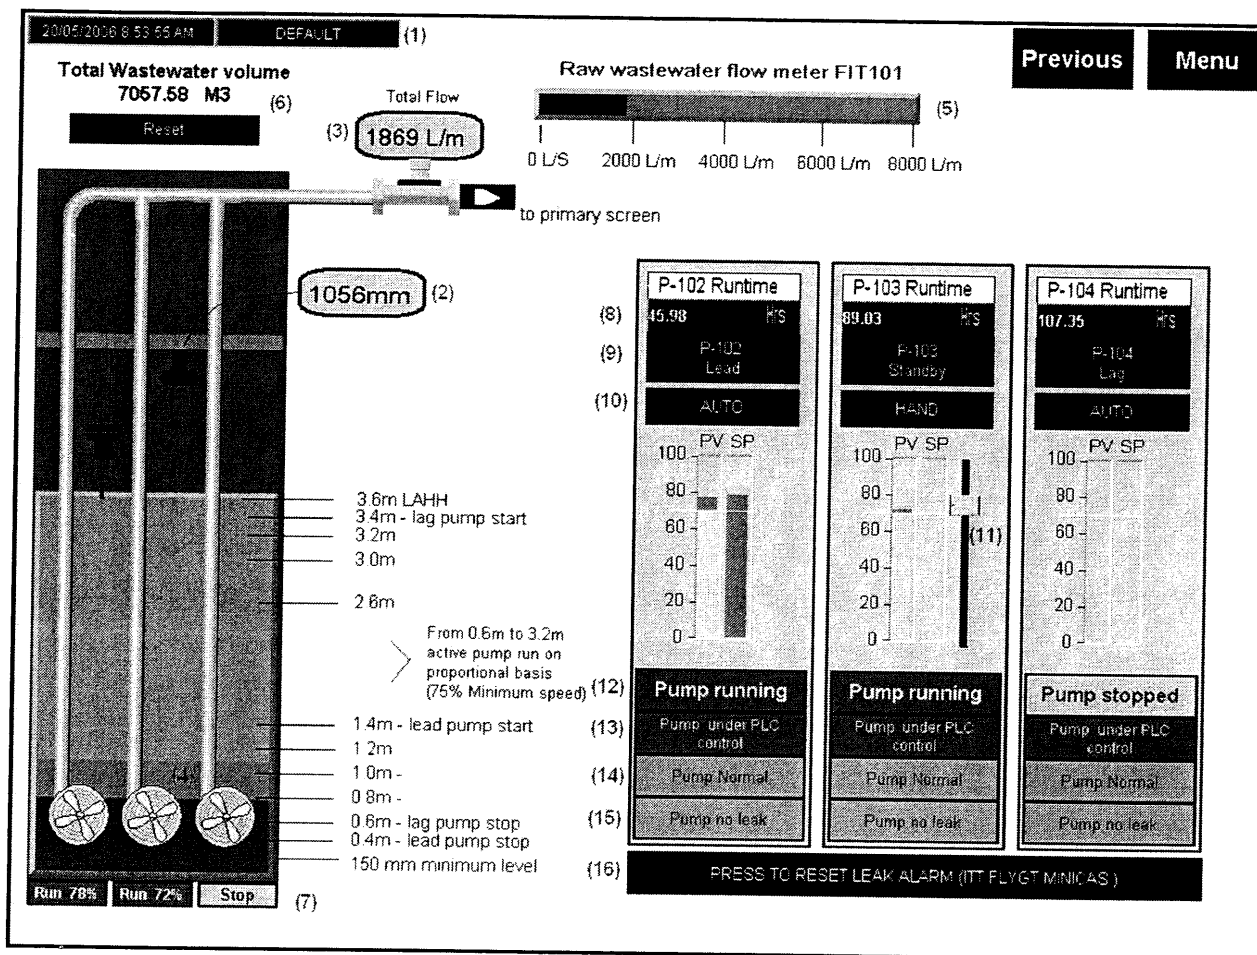 20/05/2006 8:53:55 AM
DEFAULT
(1)
Previous
Menu
Total Wastewater volume
7057.58 M3
(6)
Reset
Total Flow
(3)
1869 L/m
Raw wastewater flow meter FIT101
(5)
0 L/S
2000 L/m
4000 L/m
6000 L/m
8000 L/m
to primary screen
1056mm
(2)
3.6m LAHH
3.4m - lag pump start
3.2m
3.0m
2.6m
From 0.6m to 3.2m
active pump run on
proportional basis
(75% Minimum speed)
1.4m - lead pump start
1.2m
1.0m -
0.8m -
0.6m - lag pump stop
0.4m - lead pump stop
150 mm minimum level
(4)
Run 78%
Run 72%
Stop
(7)
(8)
(9)
(10)
(12)
(13)
(14)
(15)
(16)
P-102 Runtime
45.98 Hrs
P-102
Lead
AUTO
PV SP
100
80
60
40
20
0
Pump running
Pump under PLC
control
Pump Normal
Pump no leak
P-103 Runtime
89.03 Hrs
P-103
Standby
HAND
PV SP
100
80
60
40
20
0
(11)
Pump running
Pump under PLC
control
Pump Normal
Pump no leak
P-104 Runtime
107.35 Hrs
P-104
Lag
AUTO
PV SP
100
80
60
40
20
0
Pump stopped
Pump under PLC
control
Pump Normal
Pump no leak
PRESS TO RESET LEAK ALARM (ITT FLYGT MINICAS )